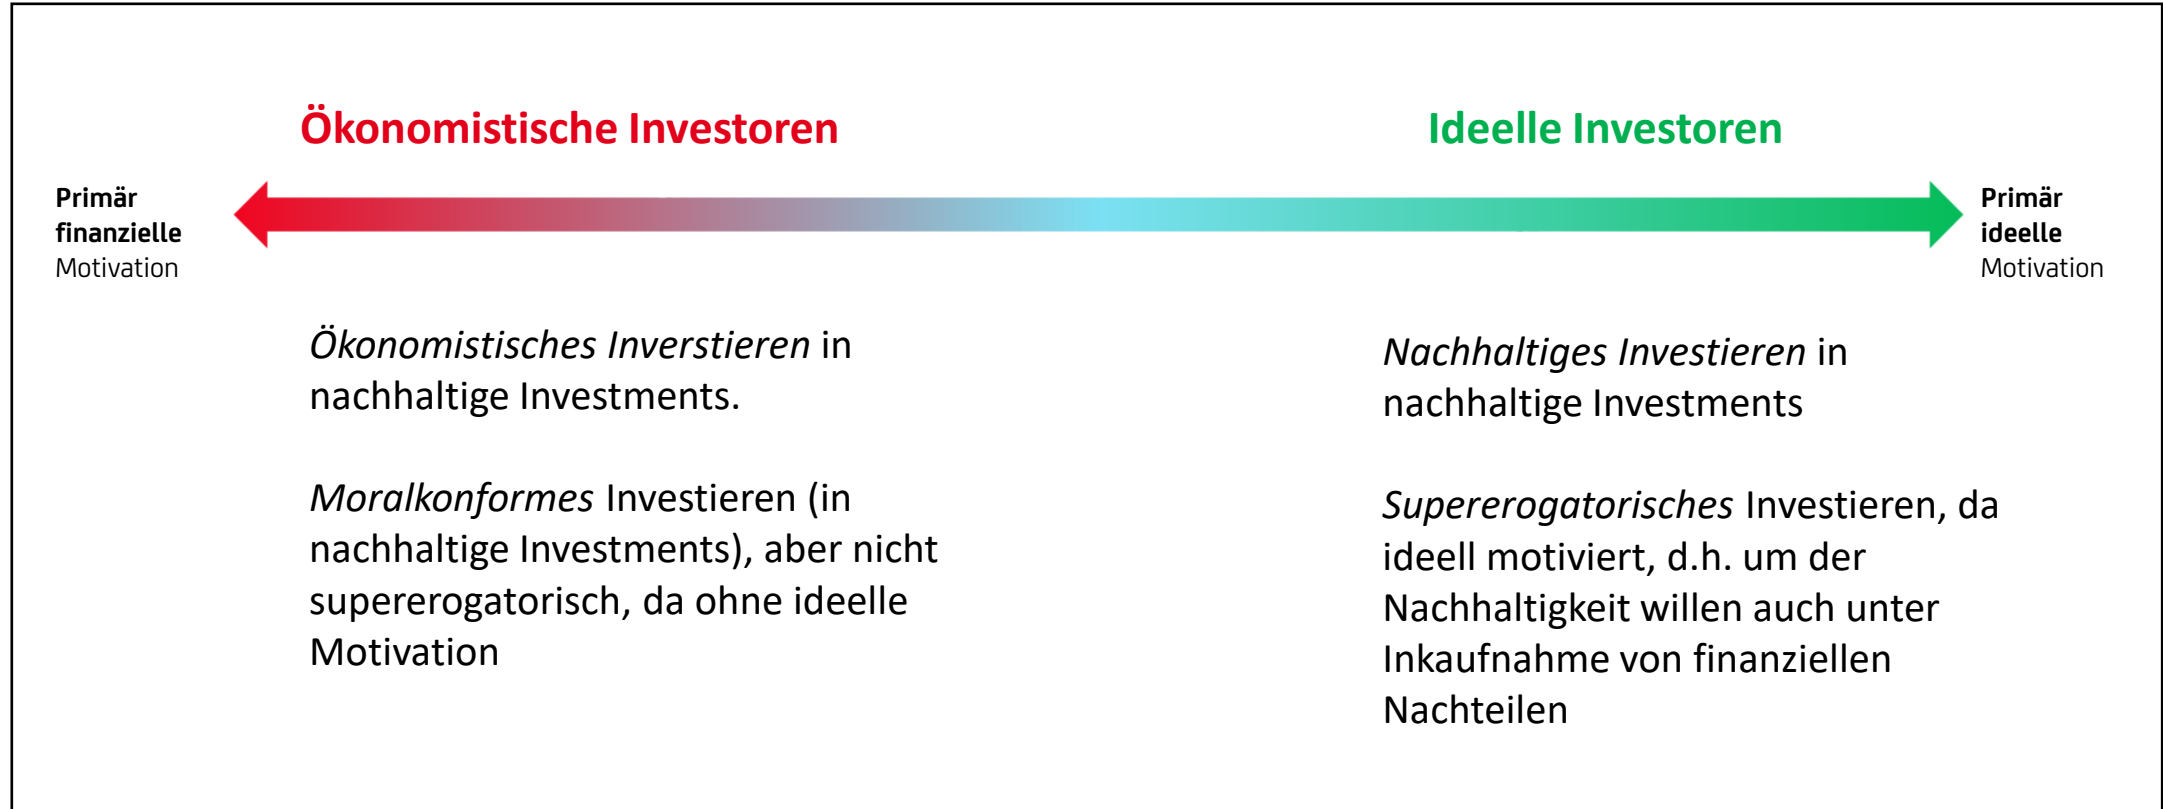 Ökonomistische Investoren
Ideelle Investoren
Primär
finanzielle
Motivation
Primär
ideelle
Motivation
Ökonomistisches Inverstieren in
nachhaltige Investments.
Moralkonformes Investieren (in
nachhaltige Investments), aber nicht
supererogatorisch, da ohne ideelle
Motivation
Nachhaltiges Investieren in
nachhaltige Investments
Supererogatorisches Investieren, da
ideell motiviert, d.h. um der
Nachhaltigkeit willen auch unter
Inkaufnahme von finanziellen
Nachteilen